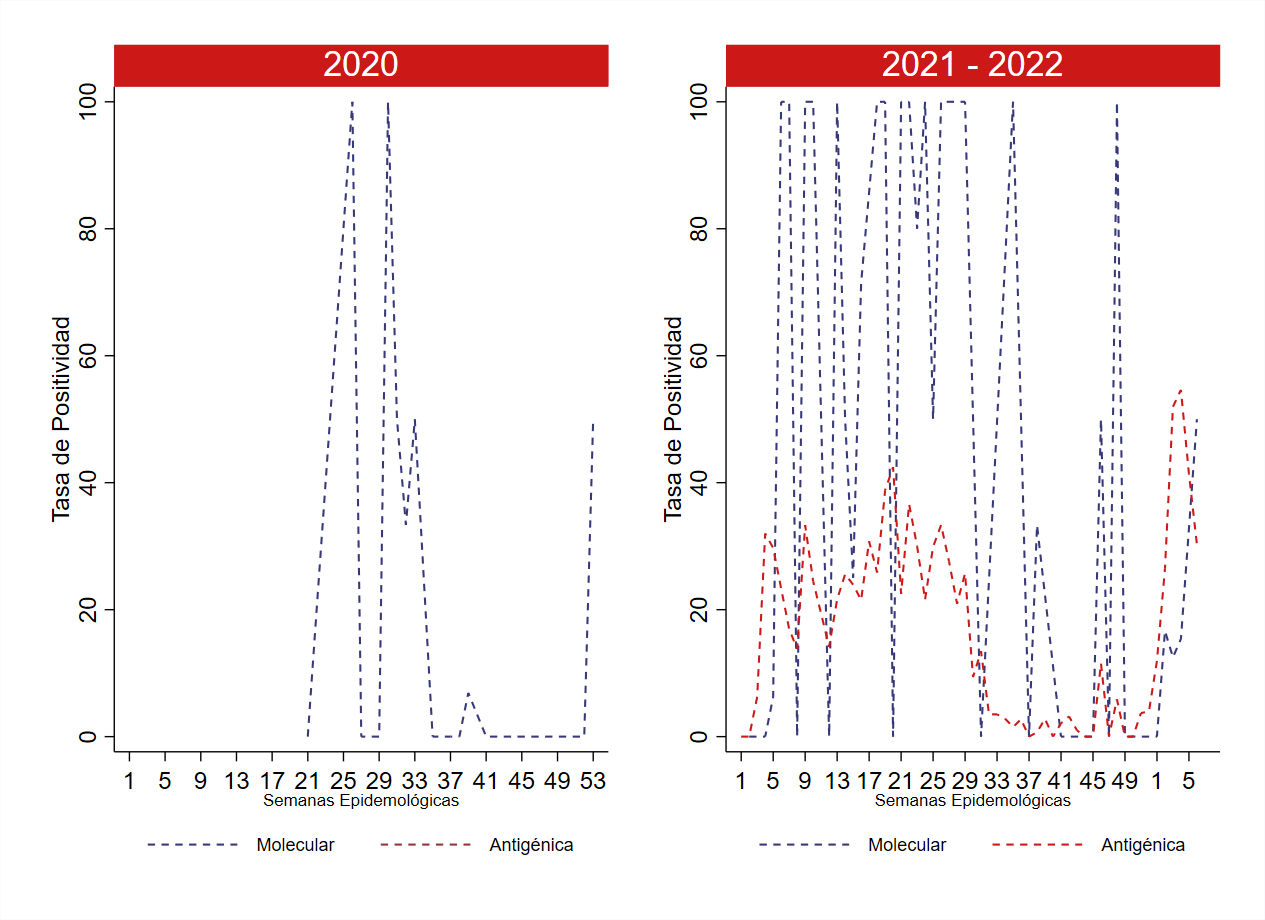 2020
Tasa de Positividad
100
80
60
40
20
0
1 5 9 13 17 21 25 29 33 37 41 45 49 53
Semanas Epidemológicas
Molecular Antigénica
2021 - 2022
Tasa de Positividad
100
80
60
40
20
0
1 5 9 13 17 21 25 29 33 37 41 45 49 1 5
Semanas Epidemológicas
Molecular Antigénica